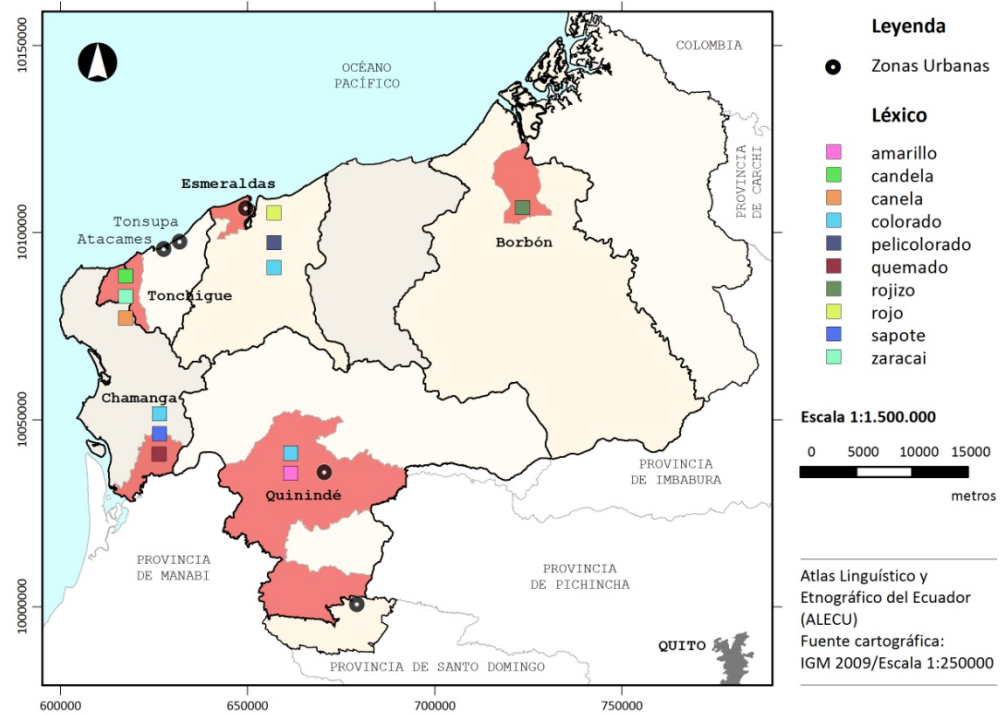 COLOMBIA
OCÉANO
PACÍFICO
PROVINCIA
DE CARCHI
Esmeraldas
Tonsupa
Atacames
Borbón
Tonchigue
Chamanga
Quinindé
PROVINCIA
DE IMBABURA
PROVINCIA
DE MANABI
PROVINCIA
DE PICHINCHA
QUITO
PROVINCIA DE SANTO DOMINGO
10150000
10100000
10050000
10000000
600000
650000
700000
750000
Leyenda
Zonas Urbanas
Léxico
amarillo
candela
canela
colorado
pelicolorado
quemado
rojizo
rojo
sapote
zaracai
Escala 1:1.500.000
0 5000 10000 15000
metros
Atlas Linguístico y
Etnográfico del Ecuador
(ALECU)
Fuente cartográfica:
IGM 2009/Escala 1:250000